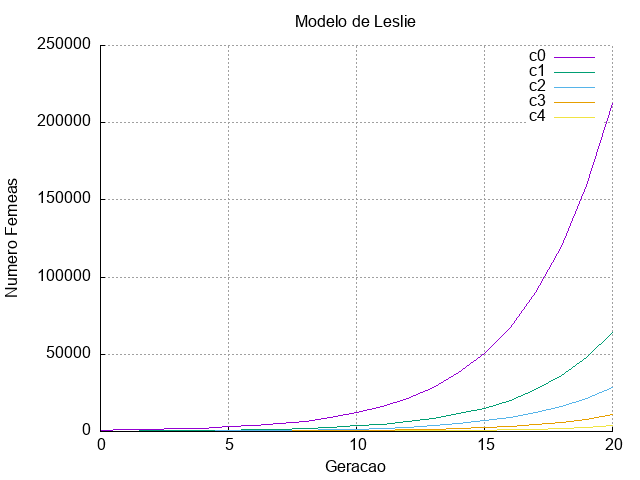 Modelo de Leslie
250000
200000
150000
100000
50000
0
Numero Femeas
c0
c1
c2
c3
c4
0 5 10 15 20
Geracao